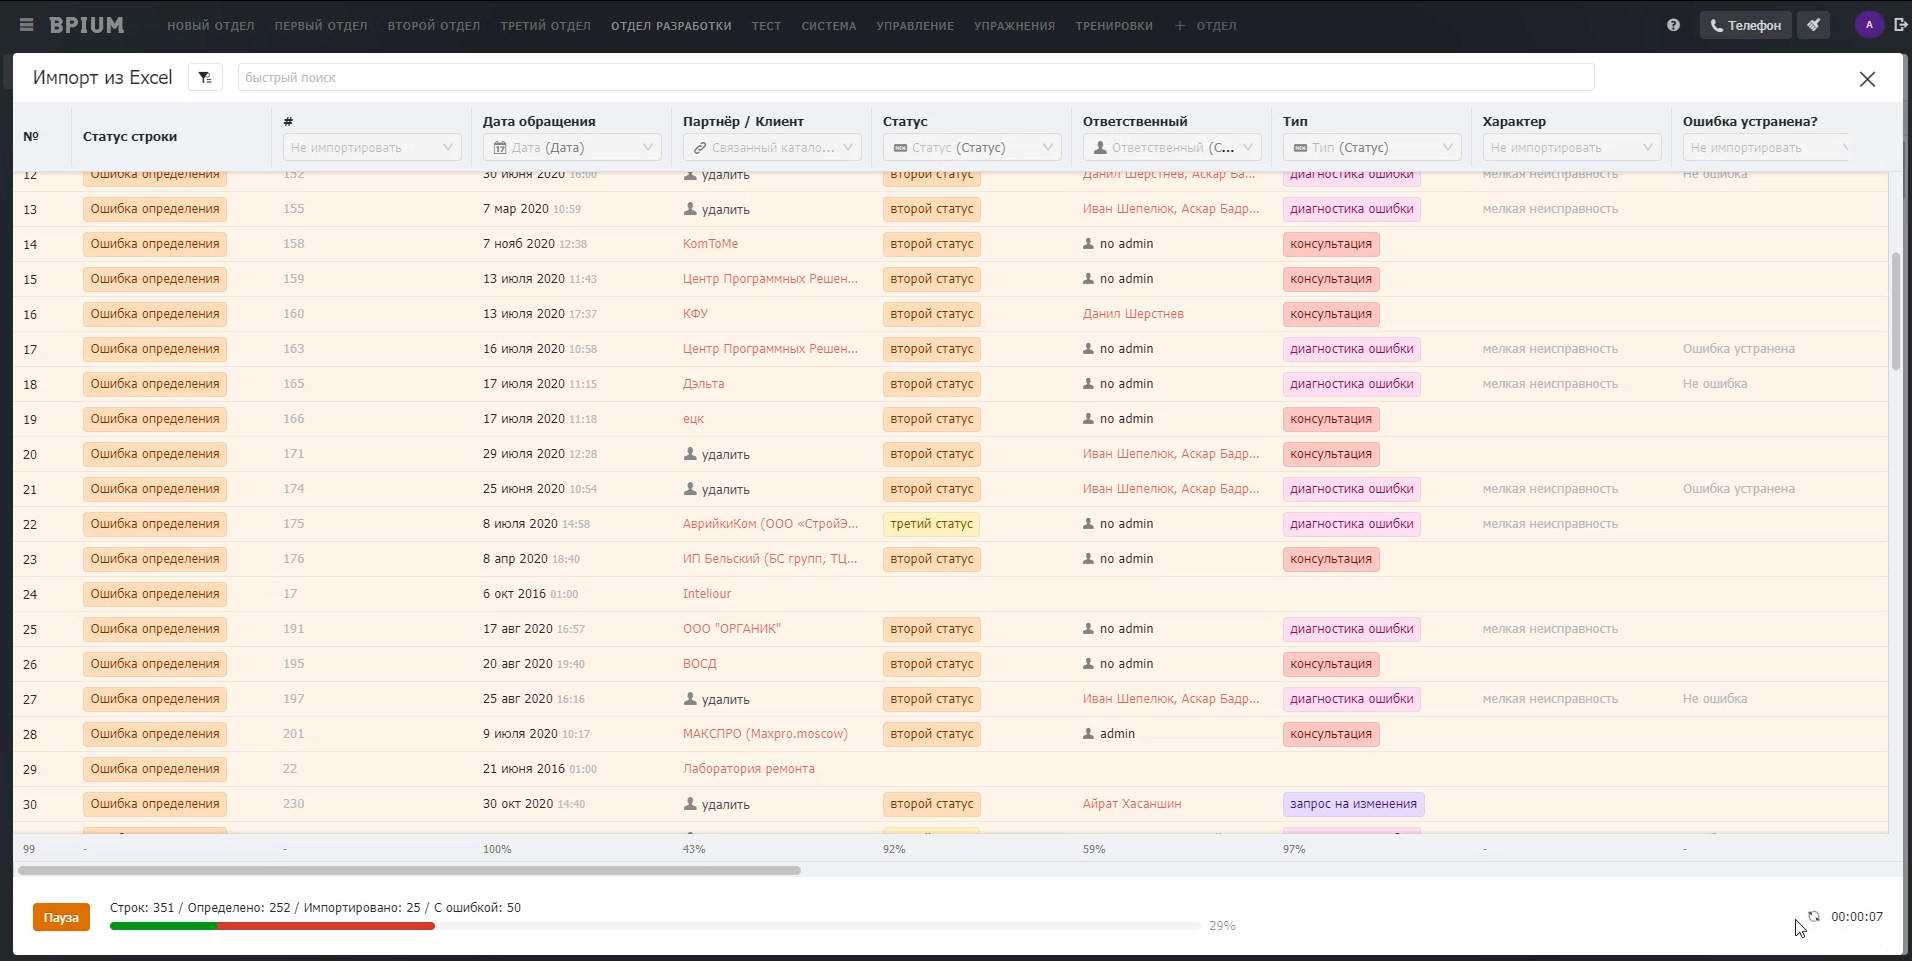 BPIUM НОВЫЙ ОТДЕЛ ПЕРВЫЙ ОТДЕЛ ВТОРОЙ ОТДЕЛ ТРЕТИЙ ОТДЕЛ ОТДЕЛ РАЗРАБОТКИ ТЕСТ СИСТЕМА УПРАВЛЕНИЕ УПРАЖНЕНИЯ ТРЕНИРОВКИ + ОТДЕЛ ? Телефон A
Импорт из Excel быстрый поиск
№ Статус строки # Дата обращения Партнёр / Клиент Статус Ответственный Тип Характер Ошибка устранена?
Не импортировать 17 Дата (Дата) Связанный катало... Статус (Статус) Ответственный (С... Тип (Статус) Не импортировать Не импортировать
12 Ошибка определения 152 30 июня 2020 16:00 удалить второй статус Данил Шерстнев, Аскар Ба... диагностика ошибки мелкая неисправность Не ошибка
13 Ошибка определения 155 7 мар 2020 10:59 удалить второй статус Иван Шепелюк, Аскар Бадр... диагностика ошибки мелкая неисправность
14 Ошибка определения 158 7 нояб 2020 12:38 KomToMe второй статус no admin консультация
15 Ошибка определения 159 13 июля 2020 11:43 Центр Программных Решен... второй статус no admin консультация
16 Ошибка определения 160 13 июля 2020 17:37 КФУ второй статус Данил Шерстнев консультация
17 Ошибка определения 163 16 июля 2020 10:58 Центр Программных Решен... второй статус no admin диагностика ошибки мелкая неисправность Ошибка устранена
18 Ошибка определения 165 17 июля 2020 11:15 Дэльта второй статус no admin диагностика ошибки мелкая неисправность Не ошибка
19 Ошибка определения 166 17 июля 2020 11:18 ецк второй статус no admin консультация
20 Ошибка определения 171 29 июля 2020 12:28 удалить второй статус Иван Шепелюк, Аскар Бадр... консультация
21 Ошибка определения 174 25 июня 2020 10:54 удалить второй статус Иван Шепелюк, Аскар Бадр... диагностика ошибки мелкая неисправность Ошибка устранена
22 Ошибка определения 175 8 июля 2020 14:58 АврийкиКом (ООО «СтройЭ... третий статус no admin диагностика ошибки мелкая неисправность
23 Ошибка определения 176 8 апр 2020 18:40 ИП Бельский (БС групп, ТЦ... второй статус no admin консультация
24 Ошибка определения 17 6 окт 2016 01:00 Inteliour
25 Ошибка определения 191 17 авг 2020 16:57 ООО "ОРГАНИК" второй статус no admin диагностика ошибки мелкая неисправность
26 Ошибка определения 195 20 авг 2020 19:40 ВОСД второй статус no admin консультация
27 Ошибка определения 197 25 авг 2020 16:16 удалить второй статус Иван Шепелюк, Аскар Бадр... диагностика ошибки мелкая неисправность Не ошибка
28 Ошибка определения 201 9 июля 2020 10:17 МАКСПРО (Maxpro.moscow) второй статус admin консультация
29 Ошибка определения 22 21 июня 2016 01:00 Лаборатория ремонта
30 Ошибка определения 230 30 окт 2020 14:40 удалить второй статус Айрат Хасаншин запрос на изменения
99 - - 100% 43% 92% 59% 97% - -
Пауза Строк: 351 / Определено: 252 / Импортировано: 25 / С ошибкой: 50
29% 00:00:07